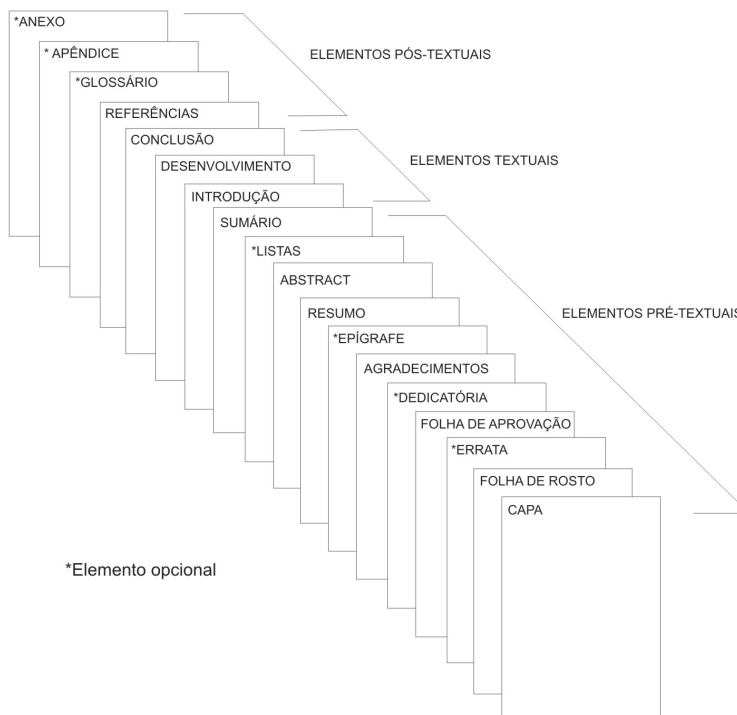 *ANEXO
* APÊNDICE
*GLOSSÁRIO
REFERÊNCIAS
CONCLUSÃO
DESENVOLVIMENTO
INTRODUÇÃO
SUMÁRIO
*LISTAS
ABSTRACT
RESUMO
*EPÍGRAFE
AGRADECIMENTOS
*DEDICATÓRIA
FOLHA DE APROVAÇÃO
*ERRATA
FOLHA DE ROSTO
CAPA
ELEMENTOS PÓS-TEXTUAIS
ELEMENTOS TEXTUAIS
ELEMENTOS PRÉ-TEXTUAIS
*Elemento opcional